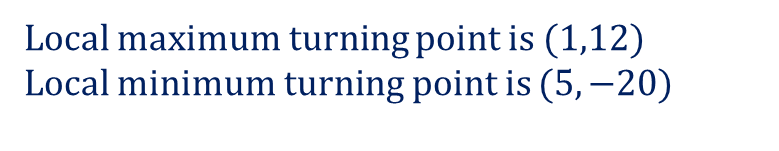 Local maximum turning point is (1,12)
Local minimum turning point is (5, −20)